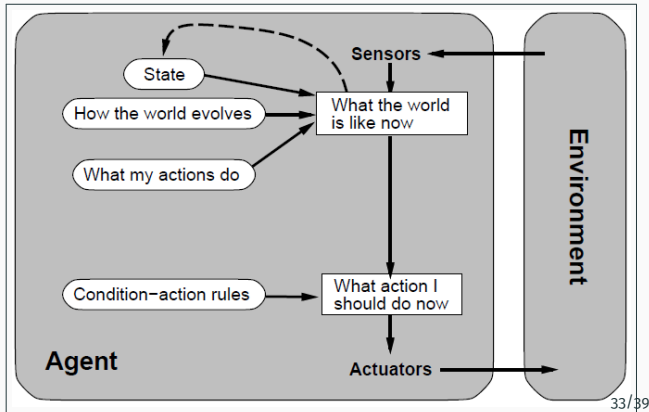 Sensors
State
What the world
is like now
How the world evolves
What my actions do
Environment
Condition−action rules
What action I
should do now
Agent
Actuators
33/39